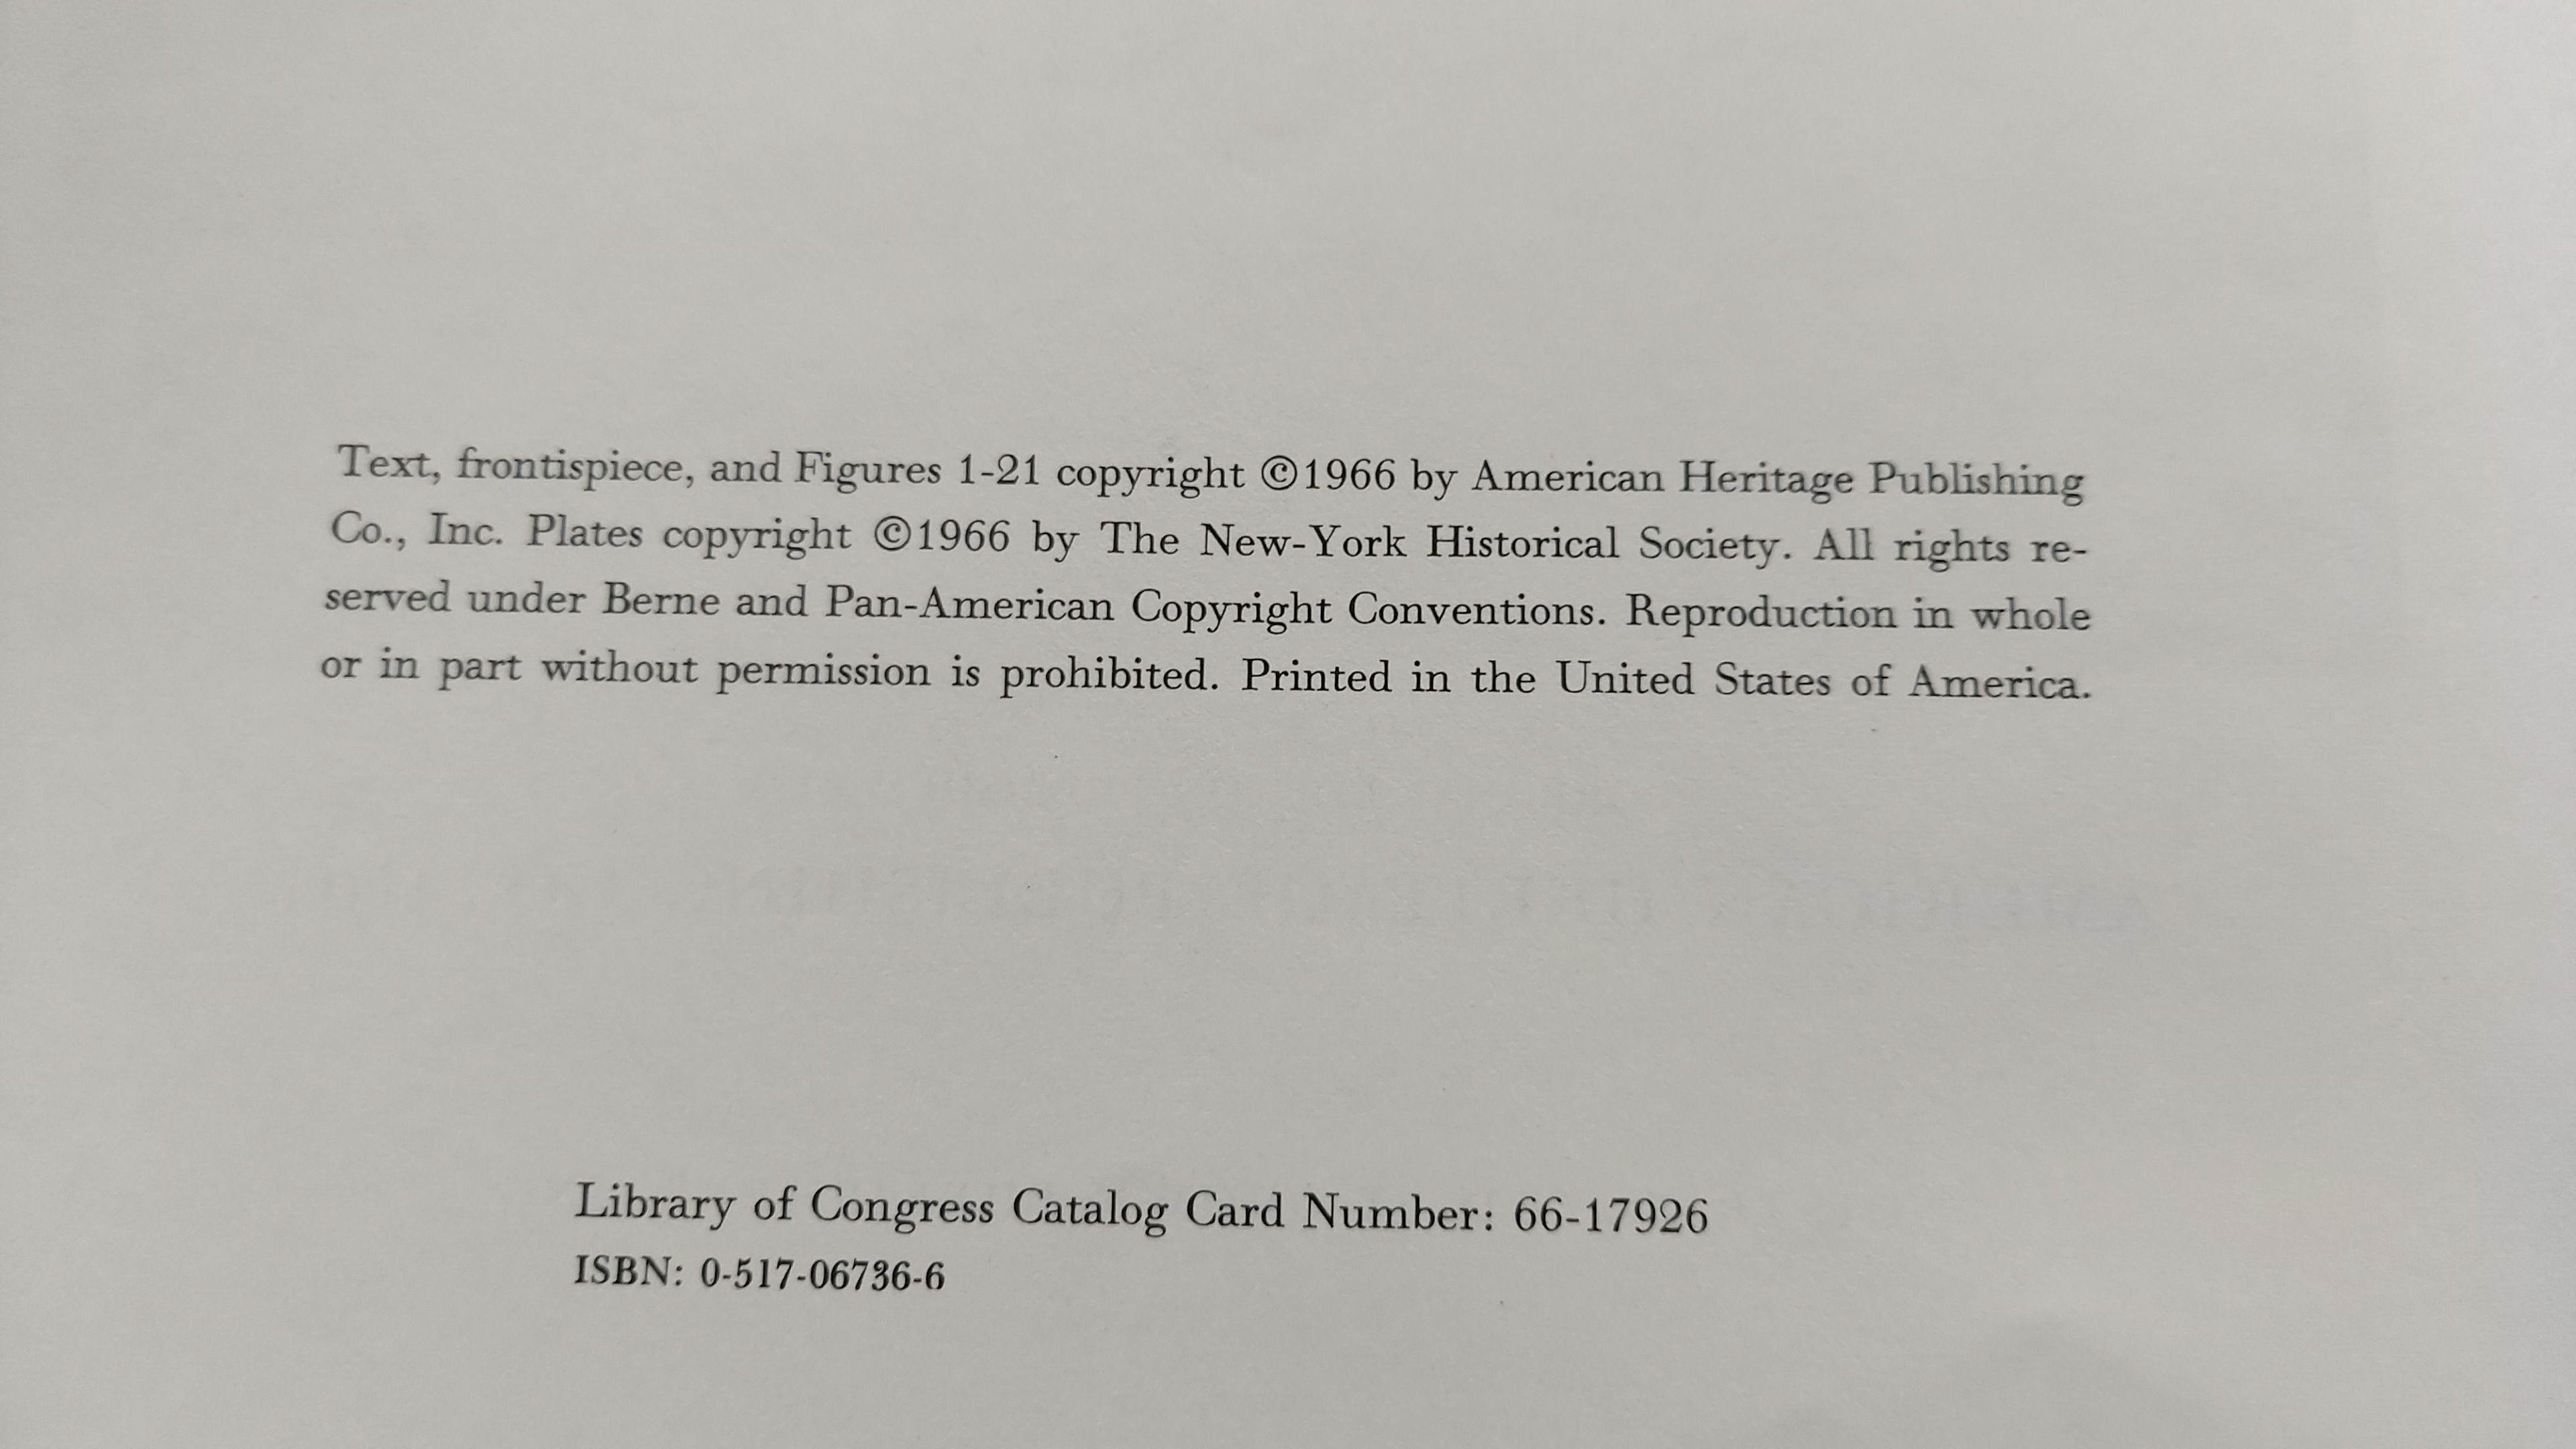 Text, frontispiece, and Figures 1-21 copyright ©1966 by American Heritage Publishing
Co., Inc. Plates copyright ©1966 by The New-York Historical Society. All rights re-
served under Berne and Pan-American Copyright Conventions. Reproduction in whole
or in part without permission is prohibited. Printed in the United States of America.
Library of Congress Catalog Card Number: 66-17926
ISBN: 0-517-06736-6